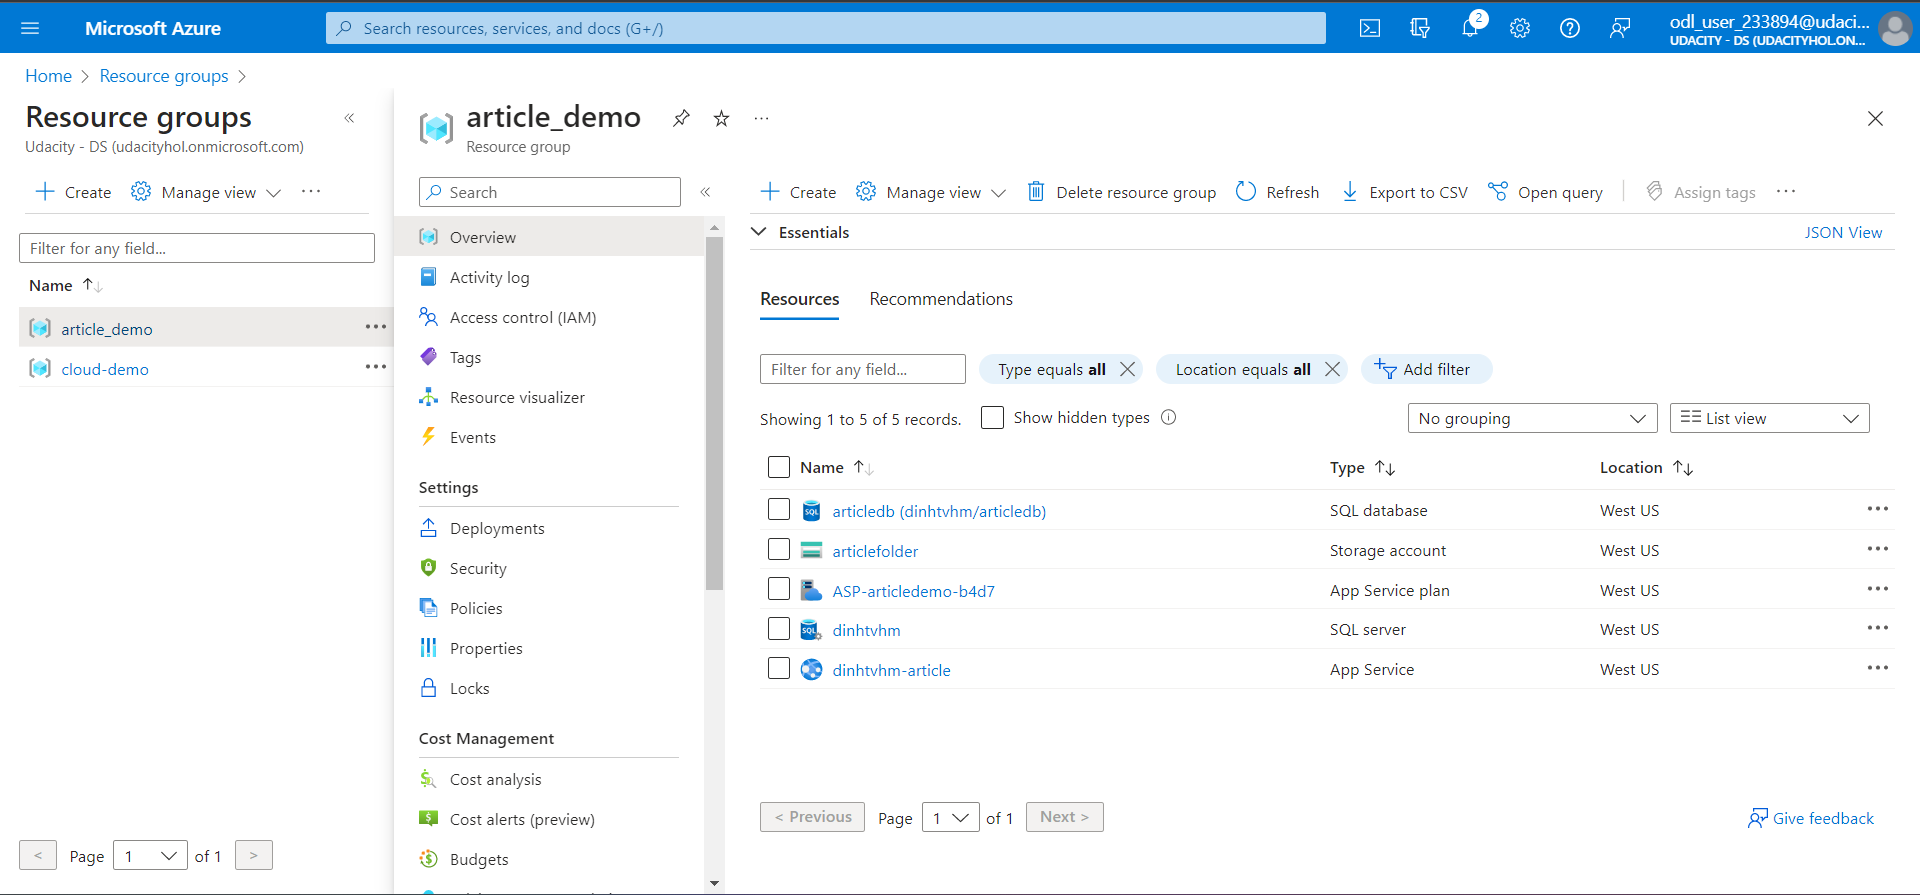 Microsoft Azure
Search resources, services, and docs (G+/)
2
odl_user_233894@udaci...
UDACITY - DS (UDACITYHOL.ON...
Home > Resource groups >
Resource groups
Udacity - DS (udacityhol.onmicrosoft.com)
Create
Manage view
Filter for any field...
Name
article_demo
cloud-demo
< Page 1 of 1 >
article_demo
Resource group
Search
Overview
Activity log
Access control (IAM)
Tags
Resource visualizer
Events
Settings
Deployments
Security
Policies
Properties
Locks
Cost Management
Cost analysis
Cost alerts (preview)
Budgets
Create
Manage view
Delete resource group
Refresh
Export to CSV
Open query
Assign tags
Essentials
JSON View
Resources Recommendations
Filter for any field...
Type equals all
Location equals all
Add filter
Showing 1 to 5 of 5 records.
Show hidden types
No grouping
List view
Name Type Location
articledb (dinhtvhm/articledb) SQL database West US
articlefolder Storage account West US
ASP-articledemo-b4d7 App Service plan West US
dinhtvhm SQL server West US
dinhtvhm-article App Service West US
< Previous Page 1 of 1 Next >
Give feedback